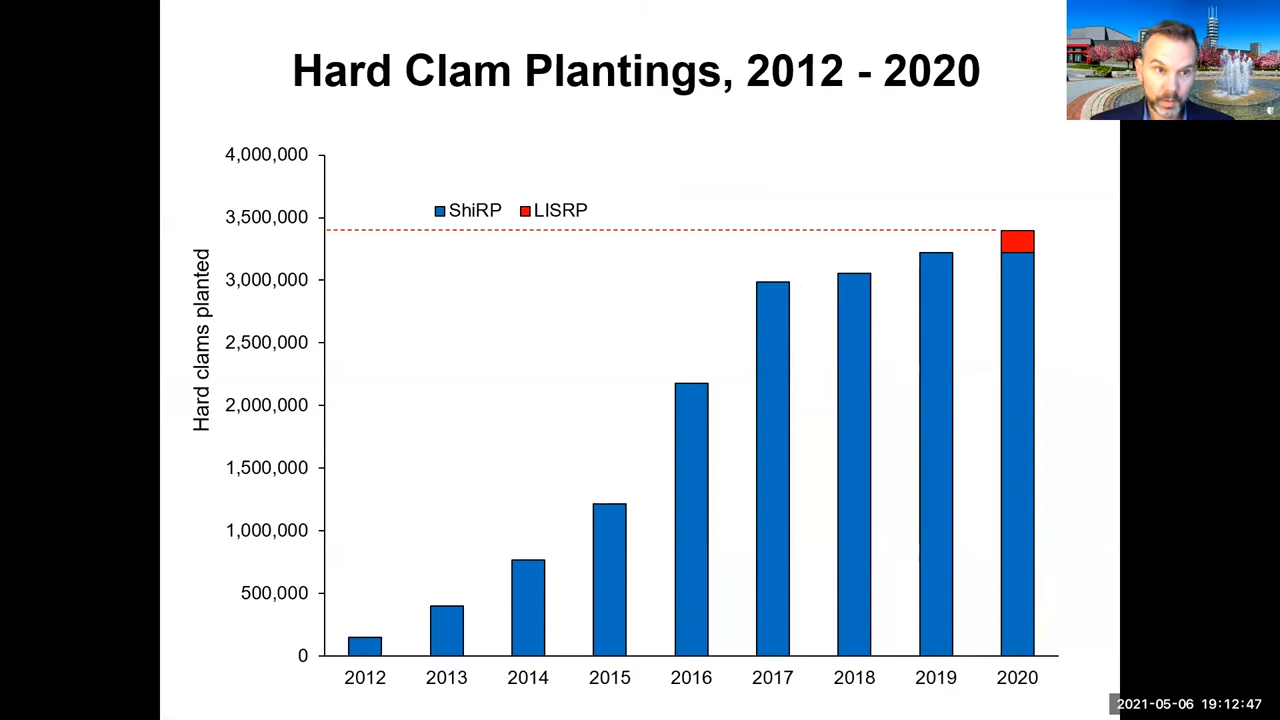 Hard Clam Plantings, 2012 - 2020
4,000,000
3,500,000
3,000,000
2,500,000
2,000,000
1,500,000
1,000,000
500,000
0
Hard clams planted
ShiRP LISRP
2012 2013 2014 2015 2016 2017 2018 2019 2020
2021-05-06 19:12:47